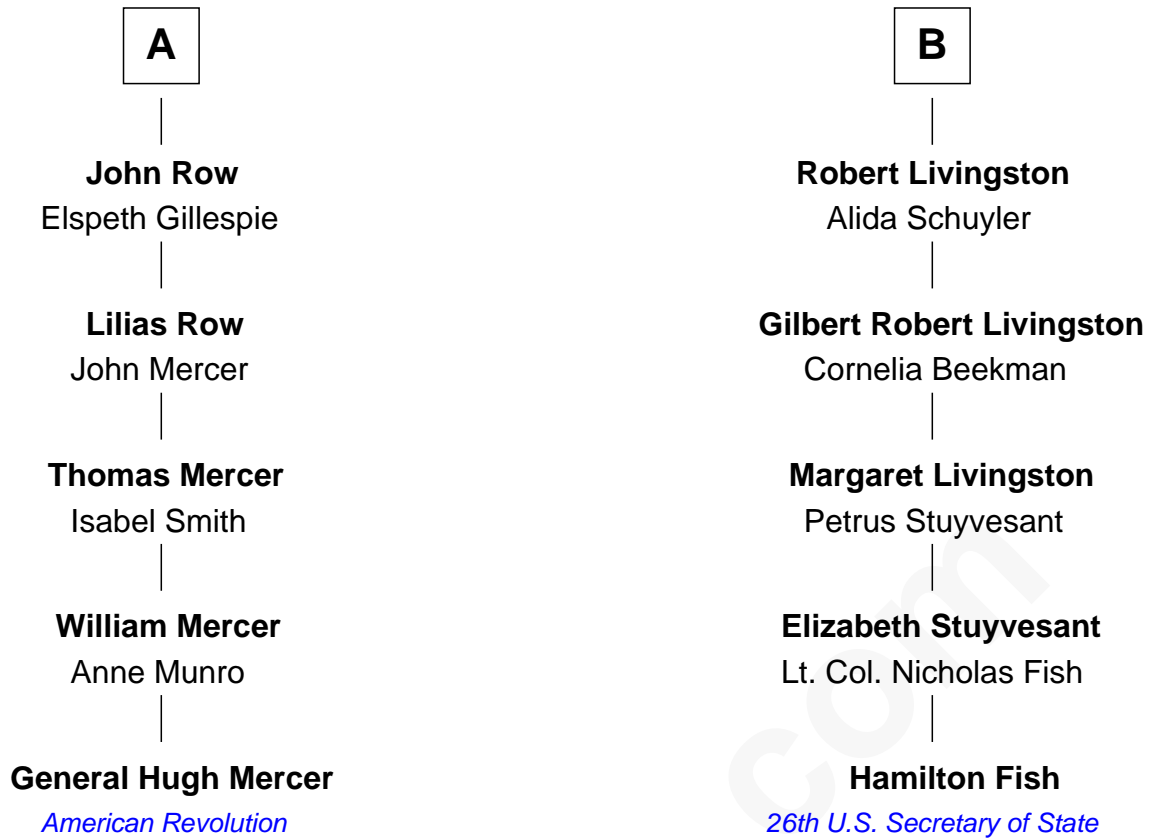 A
John Row
Elspeth Gillespie
Lilias Row
John Mercer
Thomas Mercer
Isabel Smith
William Mercer
Anne Munro
General Hugh Mercer
American Revolution
B
Robert Livingston
Alida Schuyler
Gilbert Robert Livingston
Cornelia Beekman
Margaret Livingston
Petrus Stuyvesant
Elizabeth Stuyvesant
Lt. Col. Nicholas Fish
Hamilton Fish
26th U.S. Secretary of State
com